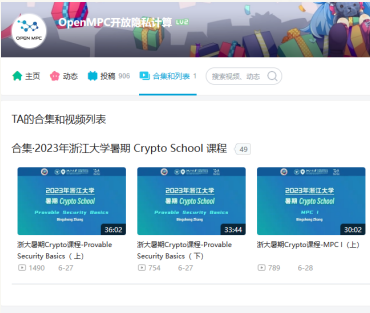 OpenMPC开放隐私计算 LV2
OPEN MPC
主页 动态 投稿 906 合集和列表 1 搜索视频、动态
TA的合集和视频列表
合集·2023年浙江大学暑期 Crypto School 课程 49
2023年浙江大学
暑期 Crypto School
Provable Security Basics
Bingsheng Zhang
36:02
2023年浙江大学
暑期 Crypto School
Provable Security Basics
Bingsheng Zhang
33:44
2023年浙江大学
暑期 Crypto School
MPC I
Bingsheng Zhang
30:02
浙大暑期Crypto课程-Provable
Security Basics（ 上）
1490 6-27
浙大暑期Crypto课程-Provable
Security Basics（ 下）
754 6-27
浙大暑期Crypto课程-MPC I（上）
789 6-28